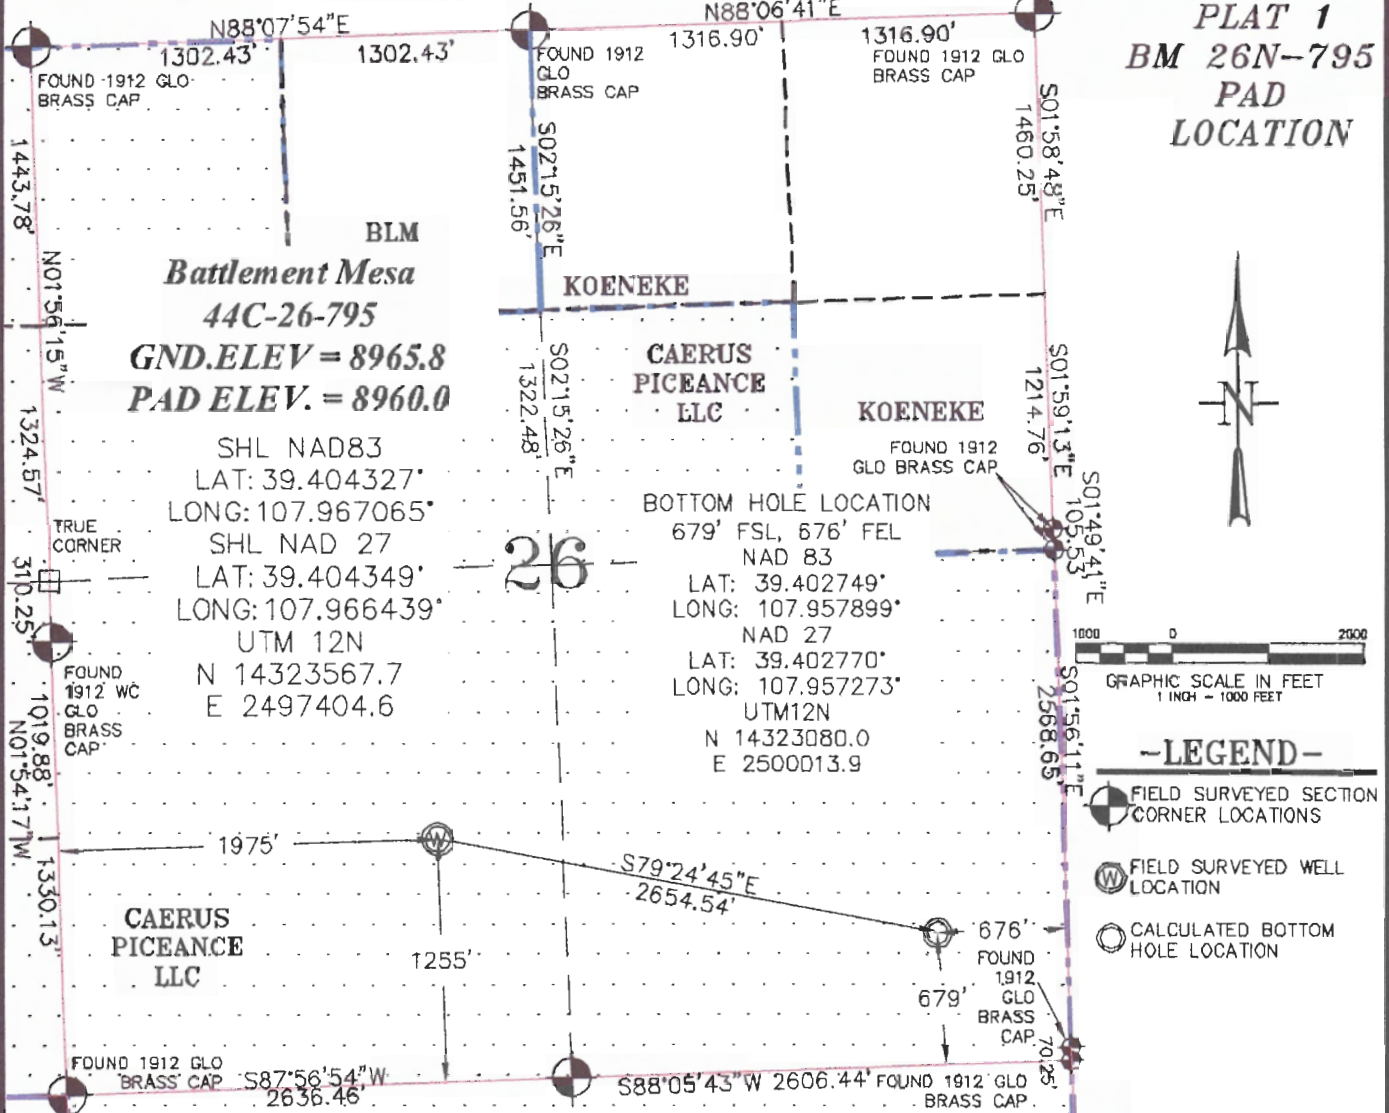 PLAT 1
BM 26N-795
PAD
LOCATION
N88°07'54"E
1302.43'
1302.43'
N88°06'41"E
1316.90'
1316.90'
FOUND 1912 GLO
BRASS CAP
FOUND 1912
GLO
BRASS CAP
FOUND 1912 GLO
BRASS CAP
1443.78'
N01°56'15"W
1324.57'
S02°15'26"E
1451.56'
S01°58'48"E
1460.25'
BLM
Battlement Mesa
44C-26-795
GND.ELEV = 8965.8
PAD ELEV. = 8960.0
SHL NAD83
LAT: 39.404327°
LONG: 107.967065°
SHL NAD 27
LAT: 39.404349°
LONG: 107.966439°
UTM 12N
N 14323567.7
E 2497404.6
KOENEKE
CAERUS
PICEANCE
LLC
S02°15'26"E
1322.48'
KOENEKE
FOUND 1912
GLO BRASS CAP
S01°59'13"E
1214.76'
S01°49'41"E
105.53'
N
TRUE
CORNER
310.25'
26
BOTTOM HOLE LOCATION
679' FSL, 676' FEL
NAD 83
LAT: 39.402749°
LONG: 107.957899°
NAD 27
LAT: 39.402770°
LONG: 107.957273°
UTM12N
N 14323080.0
E 2500013.9
FOUND
1912 WC
GLO
BRASS
CAP
1019.88'
N01°54'17"W
1330.13'
S01°56'11"E
2568.65'
1000 0 2000
GRAPHIC SCALE IN FEET
1 INCH = 1000 FEET
-LEGEND-
FIELD SURVEYED SECTION
CORNER LOCATIONS
W
FIELD SURVEYED WELL
LOCATION
CALCULATED BOTTOM
HOLE LOCATION
1975'
W
S79°24'45"E
2654.54'
676'
1255'
679'
CAERUS
PICEANCE
LLC
FOUND
1912
GLO
BRASS
CAP
70.25'
FOUND 1912 GLO
BRASS CAP
S87°56'54"W
2636.46'
S88°05'43"W 2606.44'
FOUND 1912 GLO
BRASS CAP